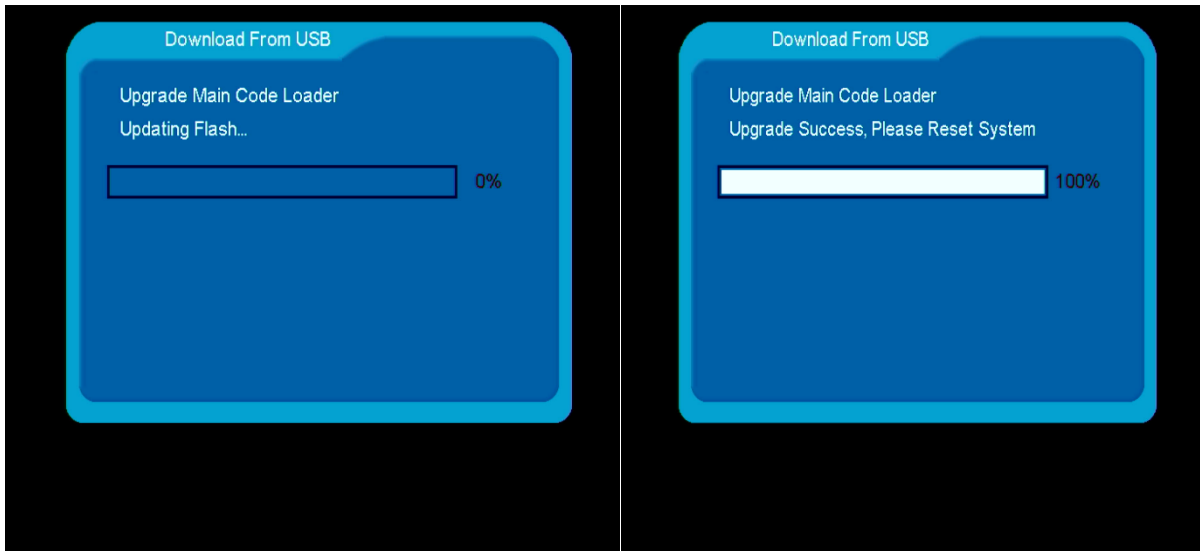 Download From USB
Upgrade Main Code Loader
Updating Flash...
0%
Download From USB
Upgrade Main Code Loader
Upgrade Success, Please Reset System
100%